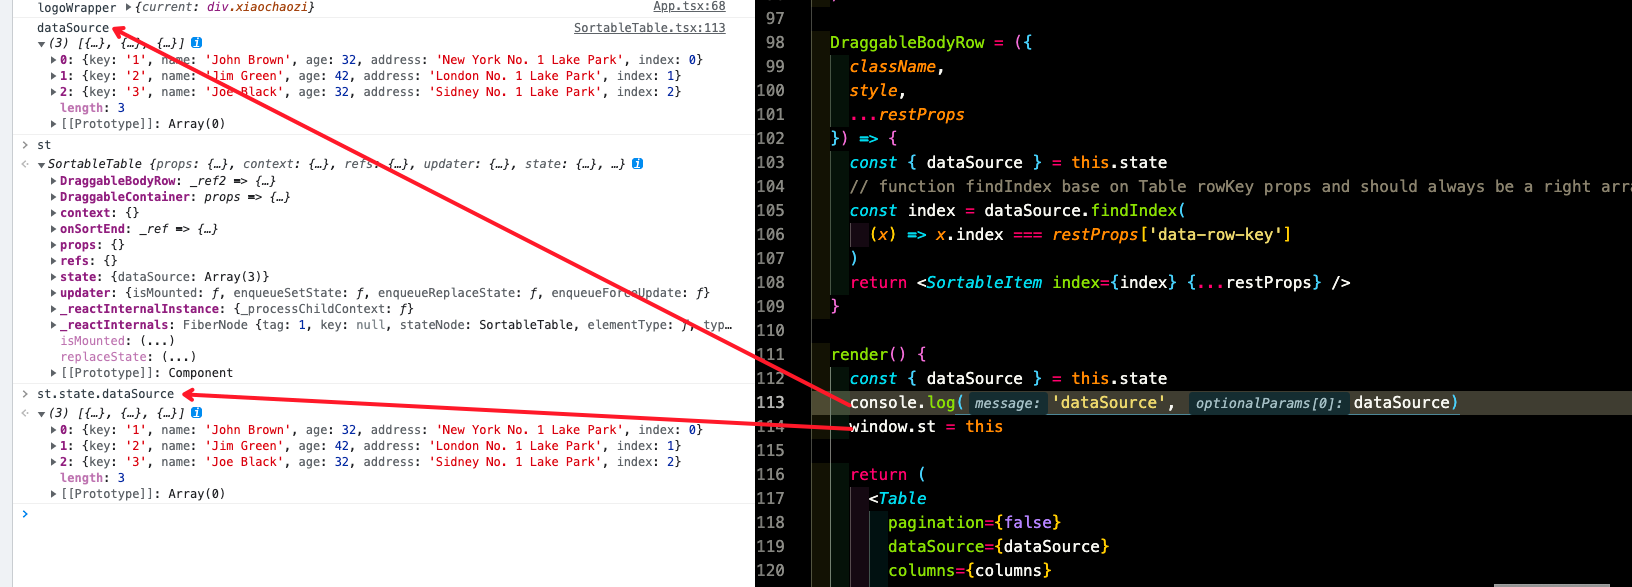 logoWrapper ▶{current: div.xiaochaozi} App.tsx:68
dataSource SortableTable.tsx:113
▼(3) [{…}, {…}, {…}] i
▶0: {key: '1', name: 'John Brown', age: 32, address: 'New York No. 1 Lake Park', index: 0}
▶1: {key: '2', name: 'Jim Green', age: 42, address: 'London No. 1 Lake Park', index: 1}
▶2: {key: '3', name: 'Joe Black', age: 32, address: 'Sidney No. 1 Lake Park', index: 2}
length: 3
▶[[Prototype]]: Array(0)
> st
▼SortableTable {props: {…}, context: {…}, refs: {…}, updater: {…}, state: {…}, …} i
▶DraggableBodyRow: _ref2 => {…}
▶DraggableContainer: props => {…}
▶context: {}
▶onSortEnd: _ref => {…}
▶props: {}
▶refs: {}
▶state: {dataSource: Array(3)}
▶updater: {isMounted: ƒ, enqueueSetState: ƒ, enqueueReplaceState: ƒ, enqueueForceUpdate: ƒ}
▶_reactInternalInstance: {_processChildContext: ƒ}
▶_reactInternals: FiberNode {tag: 1, key: null, stateNode: SortableTable, elementType: ƒ, typ…
isMounted: (...)
replaceState: (...)
▶[[Prototype]]: Component
> st.state.dataSource
▼(3) [{…}, {…}, {…}] i
▶0: {key: '1', name: 'John Brown', age: 32, address: 'New York No. 1 Lake Park', index: 0}
▶1: {key: '2', name: 'Jim Green', age: 42, address: 'London No. 1 Lake Park', index: 1}
▶2: {key: '3', name: 'Joe Black', age: 32, address: 'Sidney No. 1 Lake Park', index: 2}
length: 3
▶[[Prototype]]: Array(0)
>
97
98 DraggableBodyRow = ({
99 className,
100 style,
101 ...restProps
102 }) => {
103 const { dataSource } = this.state
104 // function findIndex base on Table rowKey props and should always be a right arra
105 const index = dataSource.findIndex(
106 (x) => x.index === restProps['data-row-key']
107 )
108 return <SortableItem index={index} {...restProps} />
109 }
110
111 render() {
112 const { dataSource } = this.state
113 console.log( message: 'dataSource', optionalParams[0]: dataSource)
114 window.st = this
115
116 return (
117 <Table
118 pagination={false}
119 dataSource={dataSource}
120 columns={columns}